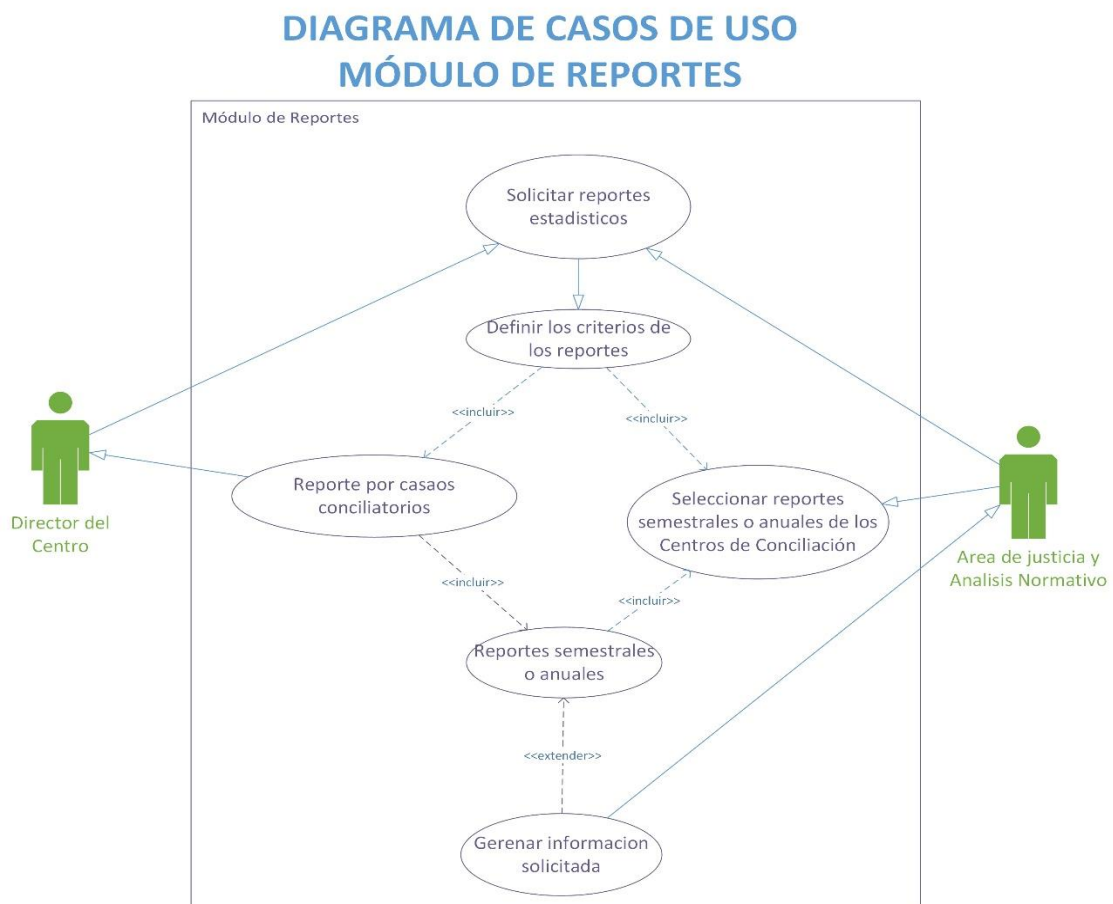 DIAGRAMA DE CASOS DE USO
MÓDULO DE REPORTES
Módulo de Reportes
Solicitar reportes
estadisticos
Definir los criterios de
los reportes
<<incluir>>
<<incluir>>
Reporte por casaos
conciliatorios
Seleccionar reportes
semestrales o anuales de los
Centros de Conciliación
Director del
Centro
Area de justicia y
Analisis Normativo
<<incluir>>
<<incluir>>
Reportes semestrales
o anuales
<<extender>>
Gerenar informacion
solicitada